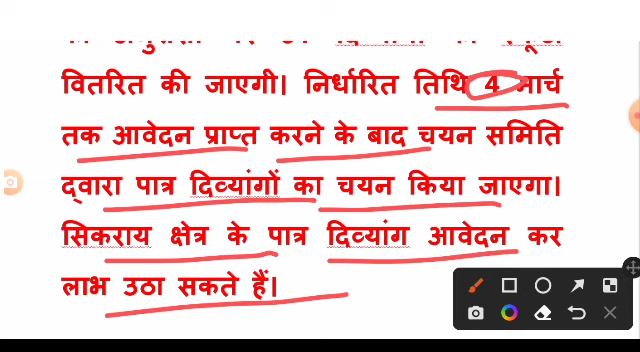 वितरित की जाएगी। निर्धारित तिथि 4 मार्च
तक आवेदन प्राप्त करने के बाद चयन समिति
द्वारा पात्र दिव्यांगों का चयन किया जाएगा।
सिकराय क्षेत्र के पात्र दिव्यांग आवेदन कर
लाभ उठा सकते हैं।